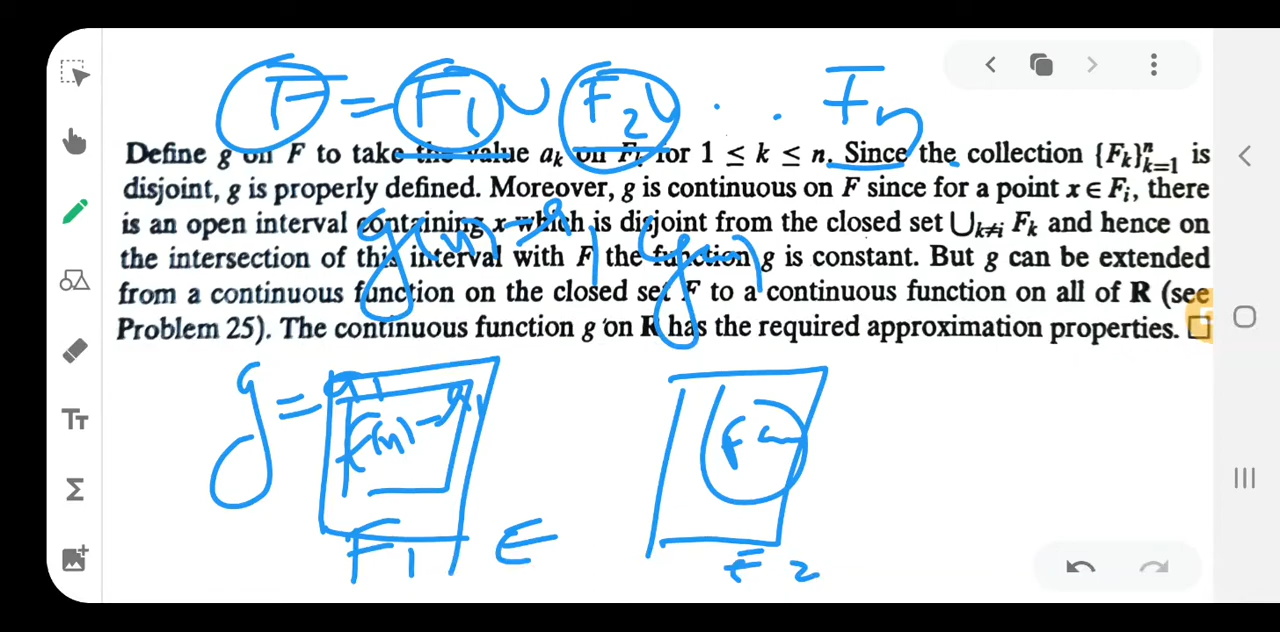 F = F1 ∪ F2 ∪ . . Fn
Define g on F to take the value ak on Fk for 1 ≤ k ≤ n. Since the collection {Fk}nk=1 is
disjoint, g is properly defined. Moreover, g is continuous on F since for a point x ∈ Fi, there
is an open interval containing x which is disjoint from the closed set ⋃k≠i Fk and hence on
the intersection of this interval with F the function g is constant. But g can be extended
from a continuous function on the closed set F to a continuous function on all of R (see
Problem 25). The continuous function g on R has the required approximation properties. □
g =
F1 E
F2
Tт
Σ